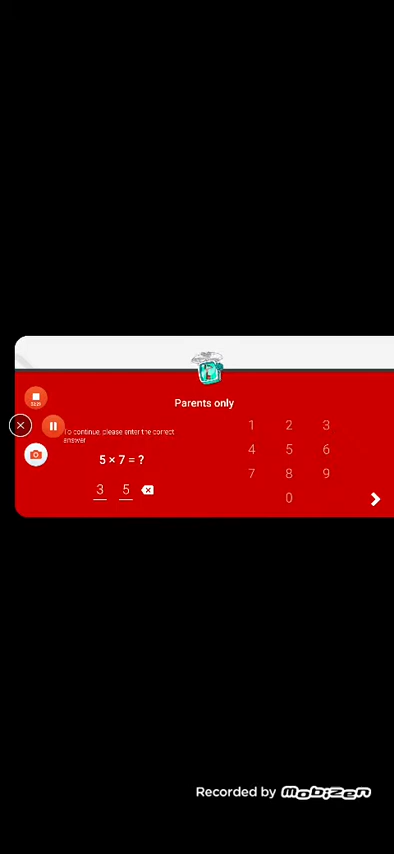 Parents only
To continue, please enter the correct
answer
5 × 7 = ?
3 5
1 2 3
4 5 6
7 8 9
0
Recorded by Mobizen